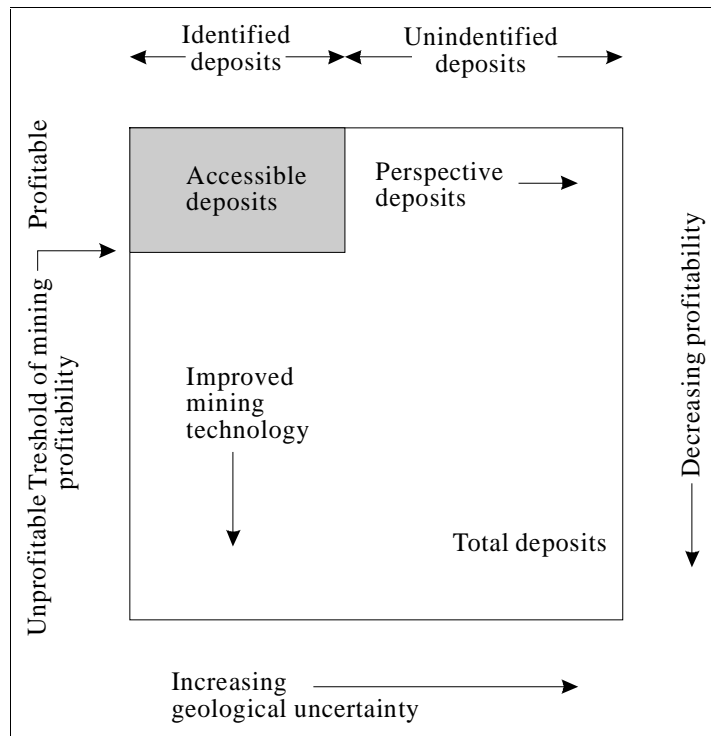 Identified
deposits
Unidentified
deposits
Profitable
Accessible
deposits
Perspective
deposits
Treshold of mining
profitability
Unprofitable
Improved
mining
technology
Decreasing profitability
Total deposits
Increasing
geological uncertainty